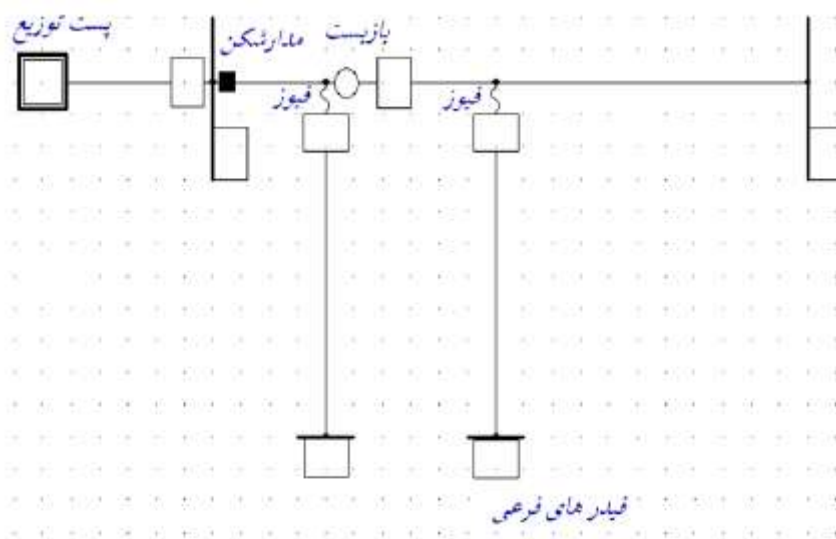 پست توزیع
مدارشکن
بازبست
فیوز
فیوز
فیدر های فرعی